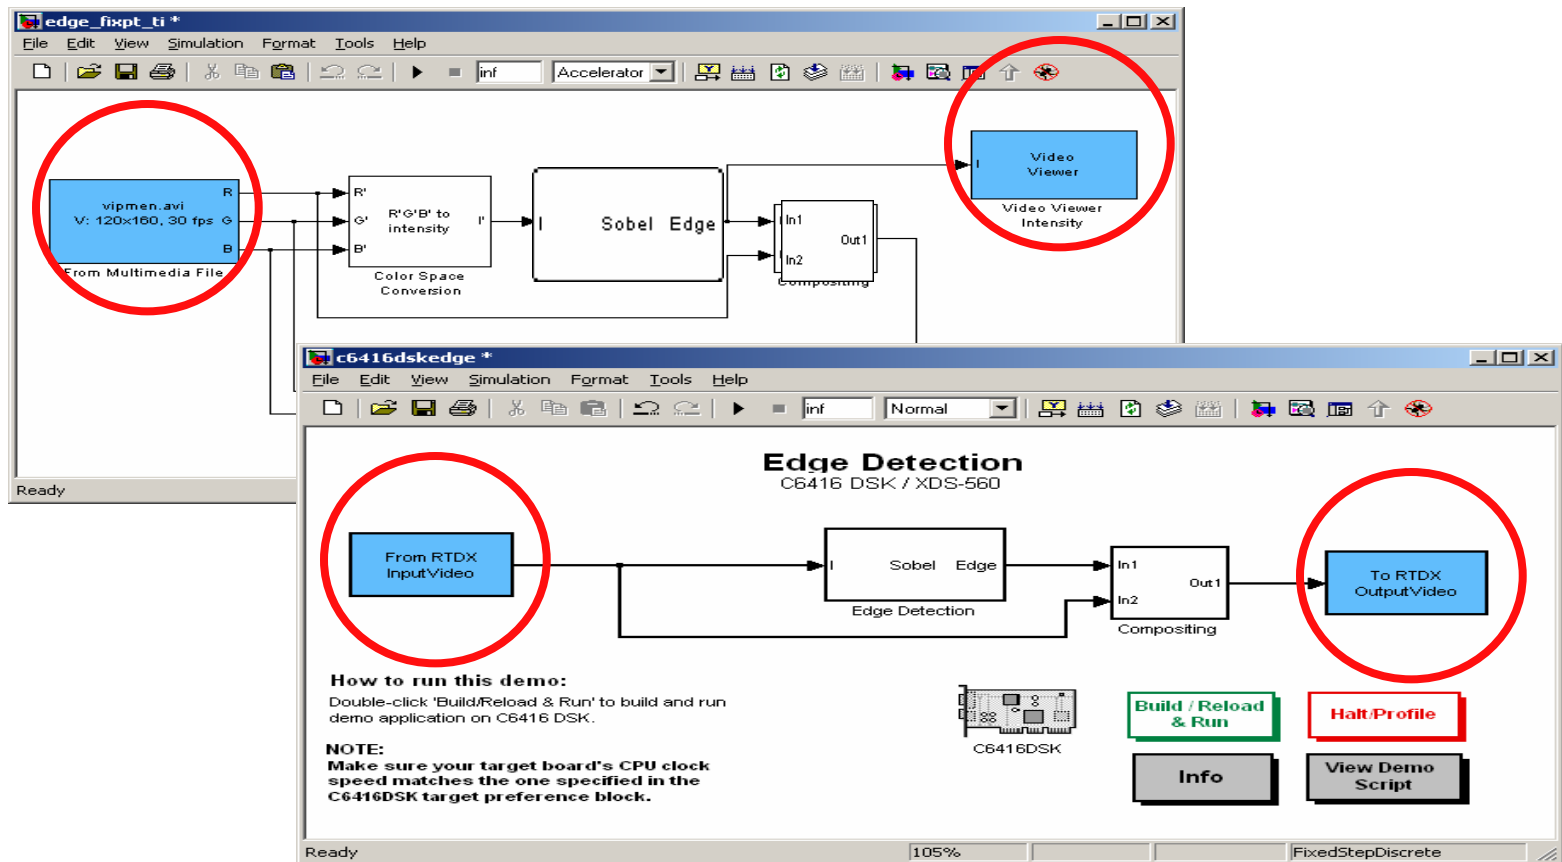 edge_fixpt_ti *
File Edit View Simulation Format Tools Help
inf Accelerator
vipmen.avi
V: 120x160, 30 fps
R
G
B
From Multimedia File
R'
G'
B'
R'G'B' to
intensity
I'
Color Space
Conversion
I Sobel Edge
In1
In2
Out1
Compositing
I
Video
Viewer
Video Viewer
Intensity
Ready
c6416dskedge *
File Edit View Simulation Format Tools Help
inf Normal
Edge Detection
C6416 DSK / XDS-560
From RTDX
InputVideo
I Sobel Edge
Edge Detection
In1
In2
Out1
Compositing
To RTDX
OutputVideo
How to run this demo:
Double-click 'Build/Reload & Run' to build and run
demo application on C6416 DSK.
NOTE:
Make sure your target board's CPU clock
speed matches the one specified in the
C6416DSK target preference block.
C6416DSK
Build / Reload
& Run
Halt/Profile
Info
View Demo
Script
Ready 105% FixedStepDiscrete